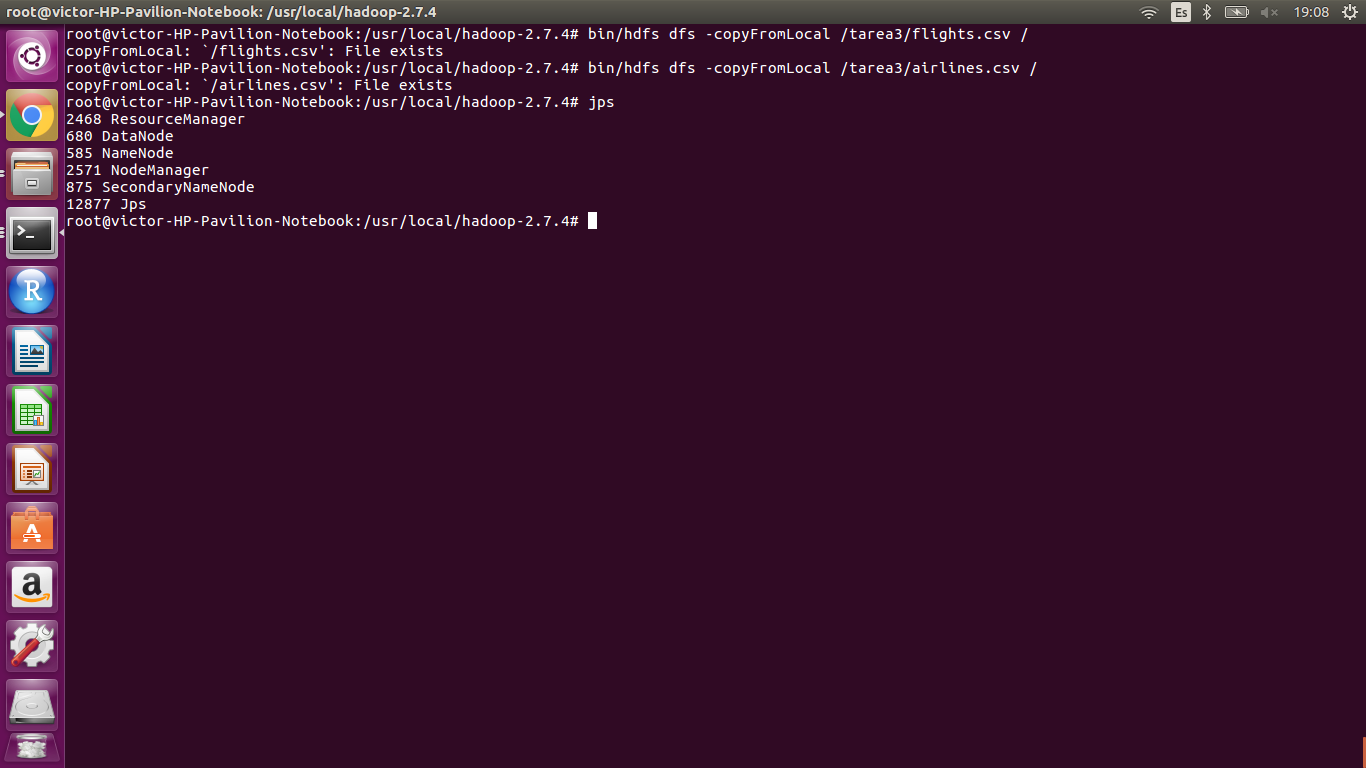 root@victor-HP-Pavilion-Notebook: /usr/local/hadoop-2.7.4
Es
19:08
root@victor-HP-Pavilion-Notebook:/usr/local/hadoop-2.7.4# bin/hdfs dfs -copyFromLocal /tarea3/flights.csv /
copyFromLocal: `/flights.csv': File exists
root@victor-HP-Pavilion-Notebook:/usr/local/hadoop-2.7.4# bin/hdfs dfs -copyFromLocal /tarea3/airlines.csv /
copyFromLocal: `/airlines.csv': File exists
root@victor-HP-Pavilion-Notebook:/usr/local/hadoop-2.7.4# jps
2468 ResourceManager
680 DataNode
585 NameNode
2571 NodeManager
875 SecondaryNameNode
12877 Jps
root@victor-HP-Pavilion-Notebook:/usr/local/hadoop-2.7.4#
>_
R
A
a